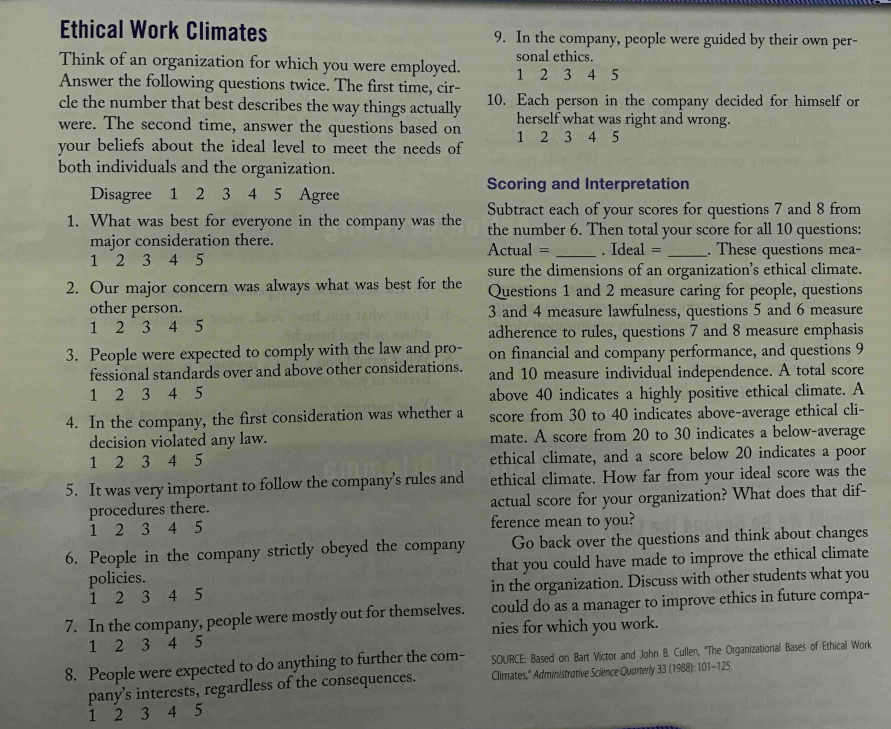 Ethical Work Climates
Think of an organization for which you were employed.
Answer the following questions twice. The first time, cir-
cle the number that best describes the way things actually
were. The second time, answer the questions based on
your beliefs about the ideal level to meet the needs of
both individuals and the organization.
Disagree 1 2 3 4 5 Agree
1. What was best for everyone in the company was the
major consideration there.
1 2 3 4 5
2. Our major concern was always what was best for the
other person.
1 2 3 4 5
3. People were expected to comply with the law and pro-
fessional standards over and above other considerations.
1 2 3 4 5
4. In the company, the first consideration was whether a
decision violated any law.
1 2 3 4 5
5. It was very important to follow the company's rules and
procedures there.
1 2 3 4 5
6. People in the company strictly obeyed the company
policies.
1 2 3 4 5
7. In the company, people were mostly out for themselves.
1 2 3 4 5
8. People were expected to do anything to further the com-
pany's interests, regardless of the consequences.
1 2 3 4 5
9. In the company, people were guided by their own per-
sonal ethics.
1 2 3 4 5
10. Each person in the company decided for himself or
herself what was right and wrong.
1 2 3 4 5
Scoring and Interpretation
Subtract each of your scores for questions 7 and 8 from
the number 6. Then total your score for all 10 questions:
Actual = _____ . Ideal = _____. These questions mea-
sure the dimensions of an organization's ethical climate.
Questions 1 and 2 measure caring for people, questions
3 and 4 measure lawfulness, questions 5 and 6 measure
adherence to rules, questions 7 and 8 measure emphasis
on financial and company performance, and questions 9
and 10 measure individual independence. A total score
above 40 indicates a highly positive ethical climate. A
score from 30 to 40 indicates above-average ethical cli-
mate. A score from 20 to 30 indicates a below-average
ethical climate, and a score below 20 indicates a poor
ethical climate. How far from your ideal score was the
actual score for your organization? What does that dif-
ference mean to you?
Go back over the questions and think about changes
that you could have made to improve the ethical climate
in the organization. Discuss with other students what you
could do as a manager to improve ethics in future compa-
nies for which you work.
SOURCE: Based on Bart Victor and John B. Cullen, "The Organizational Bases of Ethical Work
Climates," Administrative Science Quarterly 33 (1988): 101–125.